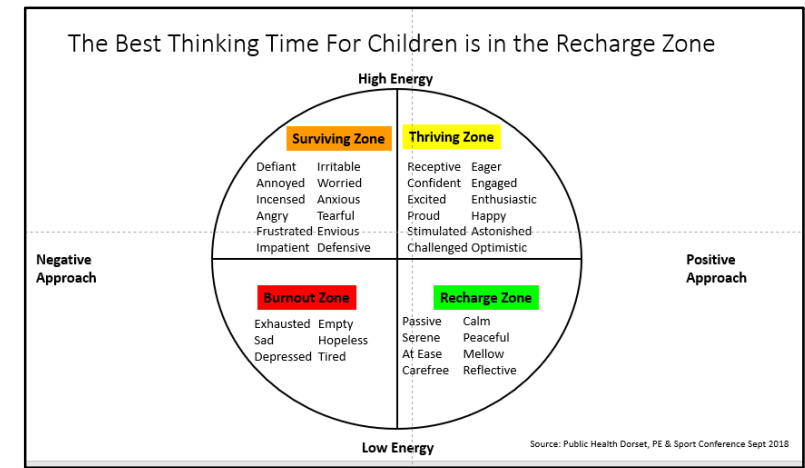 The Best Thinking Time For Children is in the Recharge Zone
High Energy
Surviving Zone
Defiant Irritable
Annoyed Worried
Incensed Anxious
Angry Tearful
Frustrated Envious
Impatient Defensive
Thriving Zone
Receptive Eager
Confident Engaged
Excited Enthusiastic
Proud Happy
Stimulated Astonished
Challenged Optimistic
Negative
Approach
Positive
Approach
Burnout Zone
Exhausted Empty
Sad Hopeless
Depressed Tired
Recharge Zone
Passive Calm
Serene Peaceful
At Ease Mellow
Carefree Reflective
Low Energy
Source: Public Health Dorset, PE & Sport Conference Sept 2018